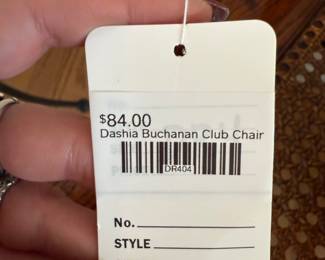 $84.00
Dashia Buchanan Club Chair
DR404
No.
STYLE